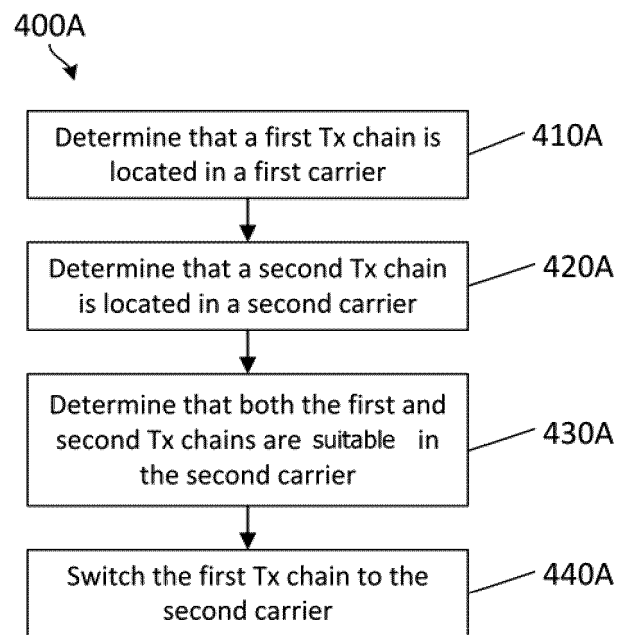 400A
Determine that a first Tx chain is
located in a first carrier
410A
Determine that a second Tx chain
is located in a second carrier
420A
Determine that both the first and
second Tx chains are suitable in
the second carrier
430A
Switch the first Tx chain to the
second carrier
440A